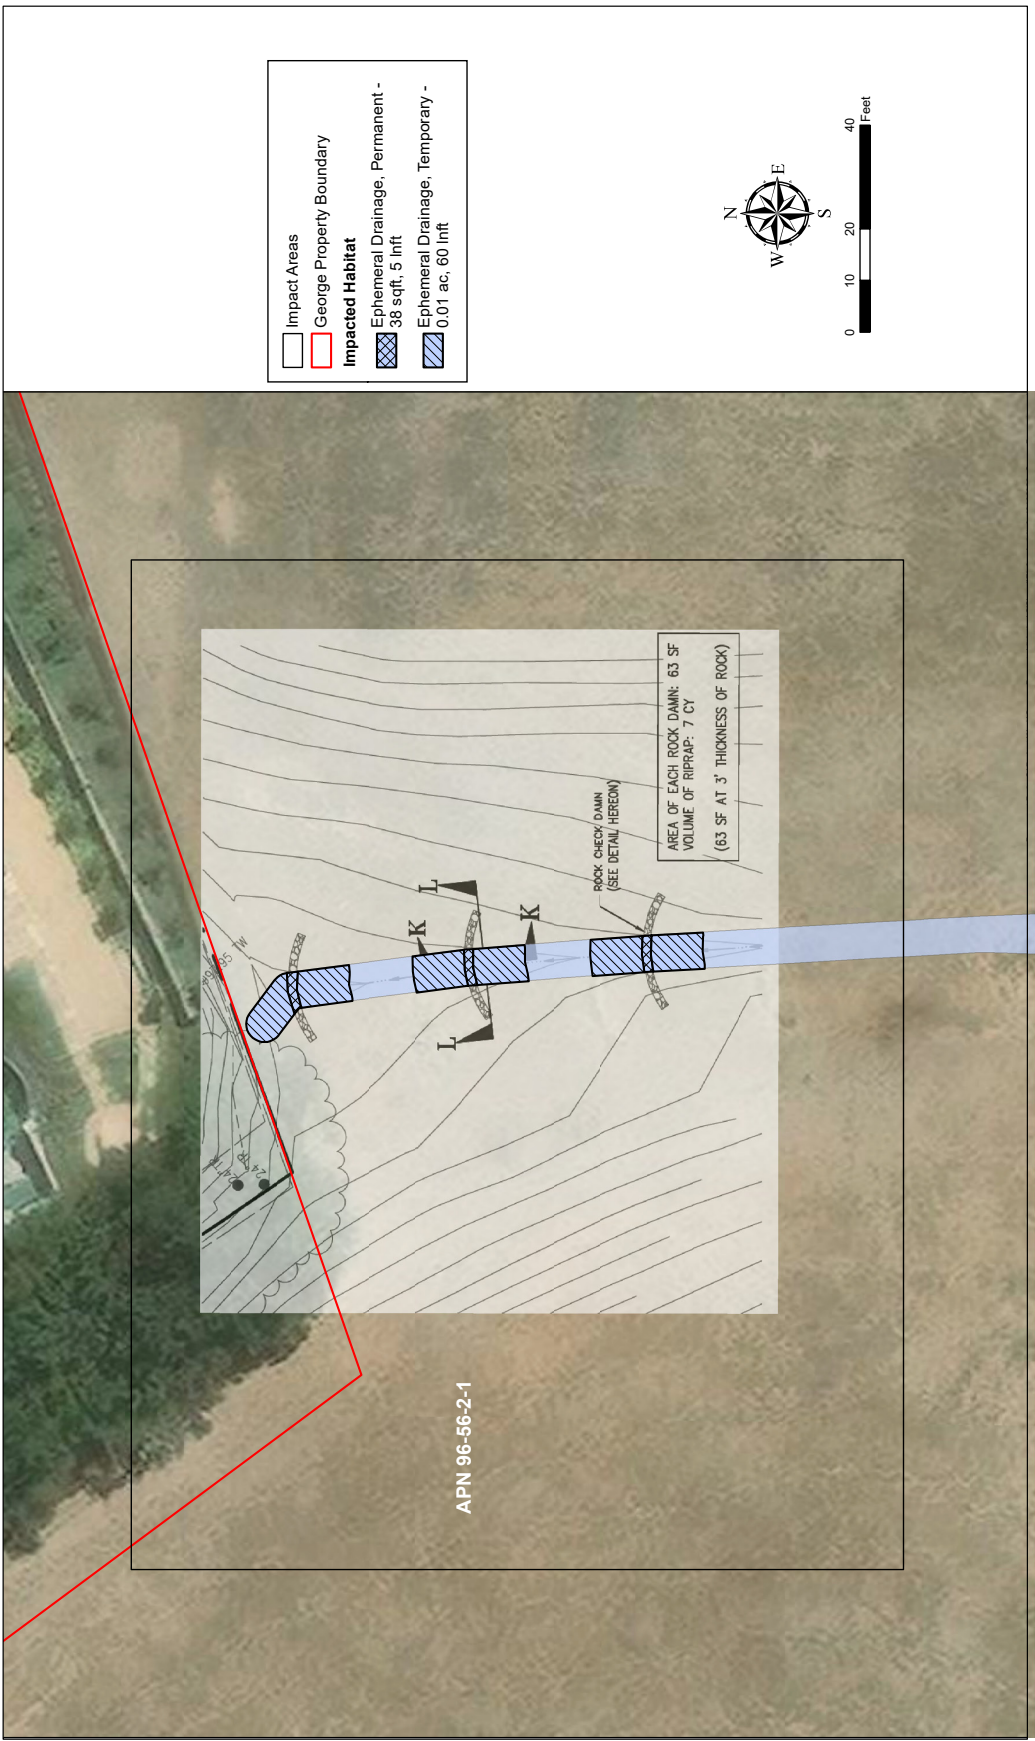 Impact Areas
George Property Boundary
Impacted Habitat
Ephemeral Drainage, Permanent -
38 sqft, 5 lnft
Ephemeral Drainage, Temporary -
0.01 ac, 60 lnft
N
W
E
S
0
10
20
40
Feet
AREA OF EACH ROCK DAMN: 63 SF
VOLUME OF RIPRAP: 7 CY
(63 SF AT 3' THICKNESS OF ROCK)
ROCK CHECK DAMN
(SEE DETAIL HEREON)
L
K
K
L
TW
24
APN 96-56-2-1